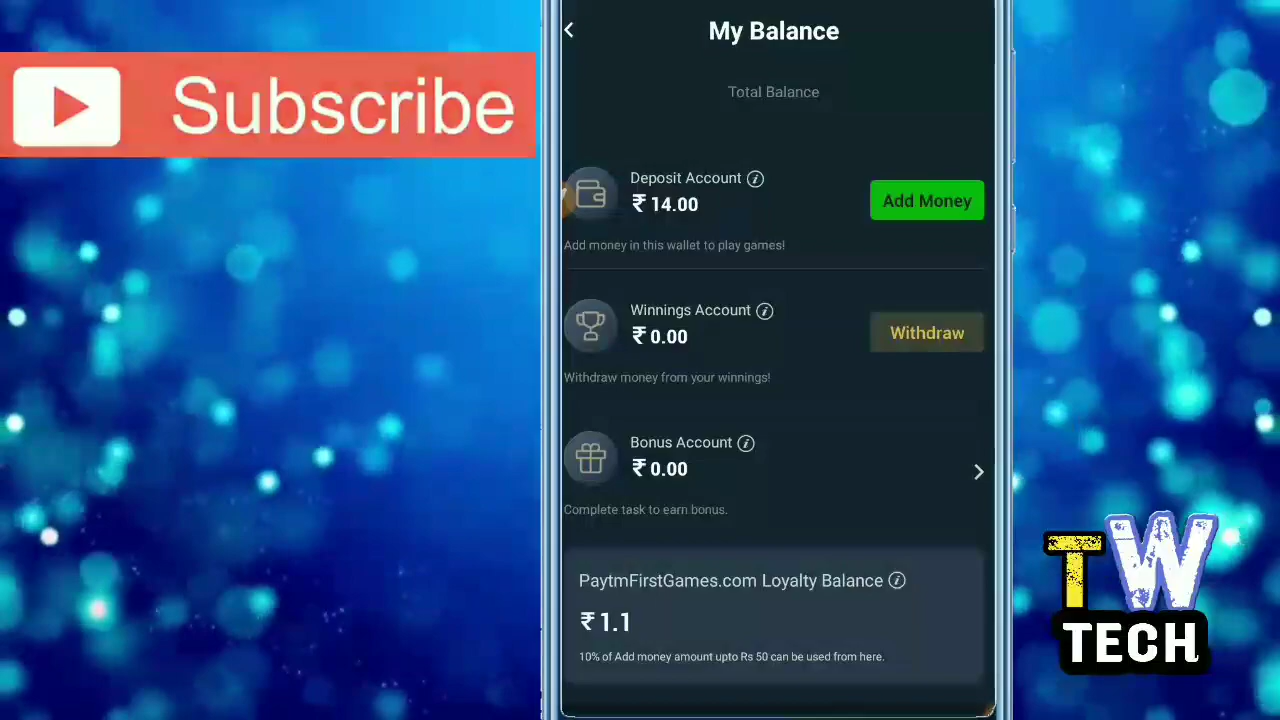 Subscribe
My Balance
Total Balance
Deposit Account
₹ 14.00
Add Money
Add money in this wallet to play games!
Winnings Account
₹ 0.00
Withdraw
Withdraw money from your winnings!
Bonus Account
₹ 0.00
Complete task to earn bonus.
PaytmFirstGames.com Loyalty Balance
₹ 1.1
10% of Add money amount upto Rs 50 can be used from here.
TW
TECH